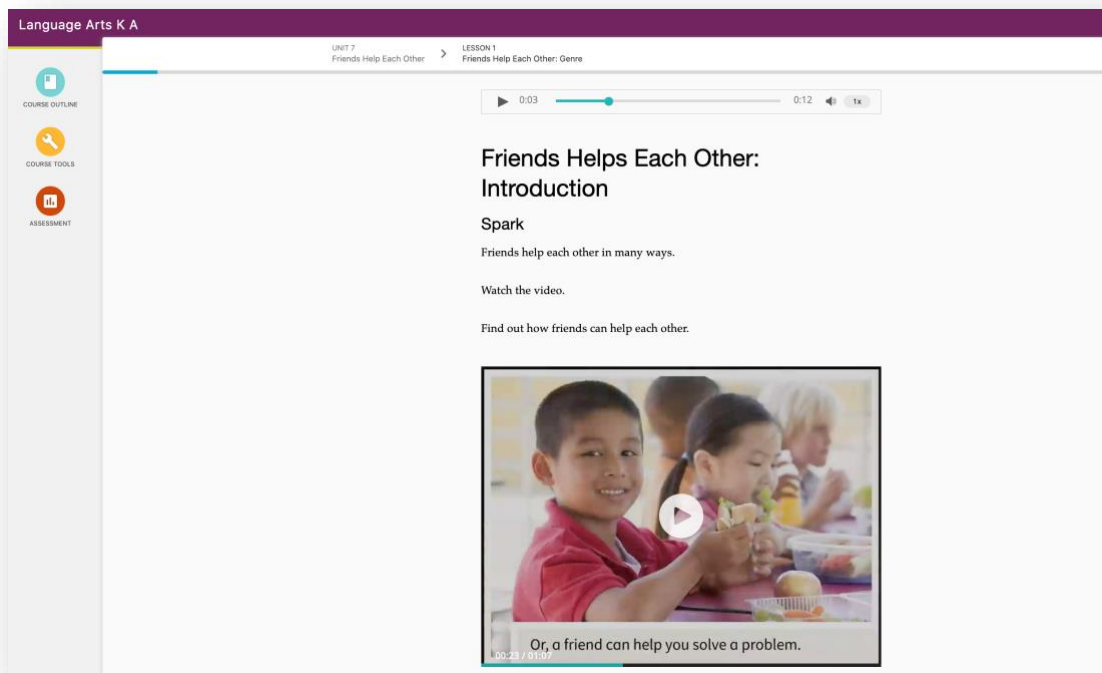 Language Arts K A
UNIT 7
Friends Help Each Other
LESSON 1
Friends Help Each Other: Genre
COURSE OUTLINE
COURSE TOOLS
ASSESSMENT
0:03
0:12
1x
Friends Helps Each Other:
Introduction
Spark
Friends help each other in many ways.
Watch the video.
Find out how friends can help each other.
Or, a friend can help you solve a problem.
00:23 / 01:07